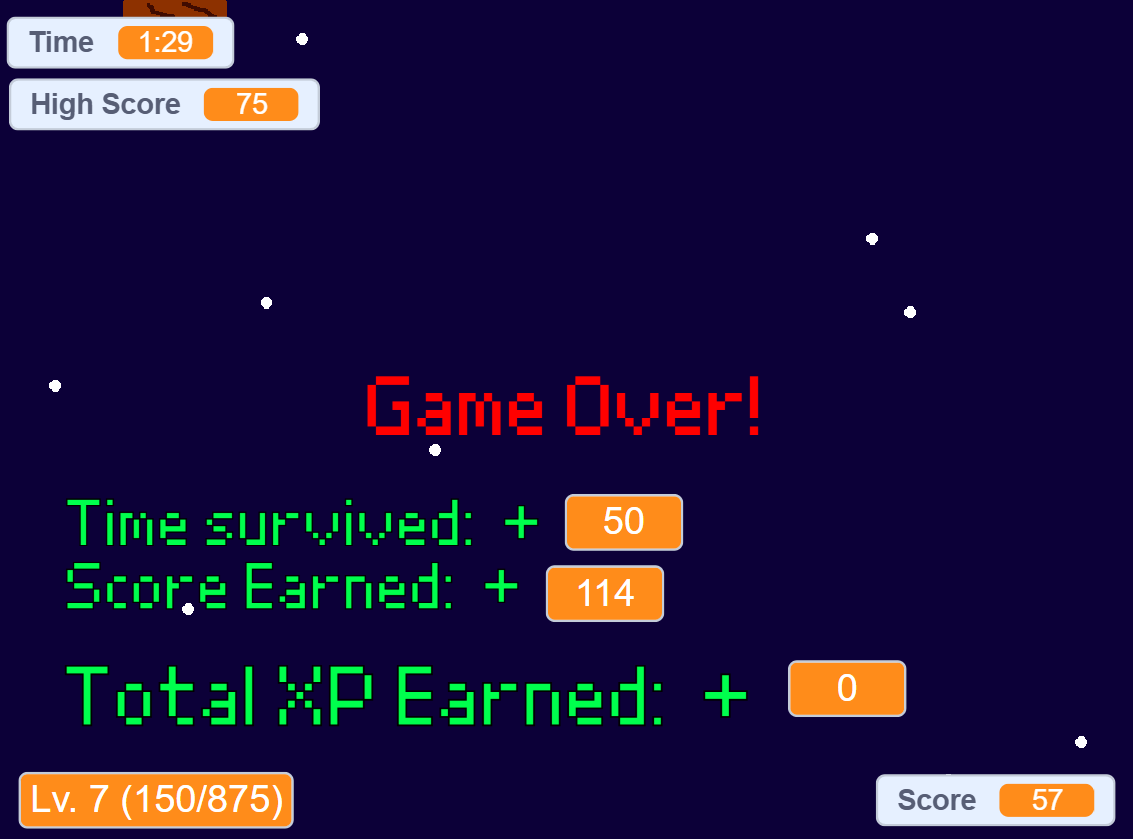 Time 1:29
High Score 75
Game Over!
Time survived: + 50
Score Earned: + 114
Total XP Earned: + 0
Lv. 7 (150/875)
Score 57